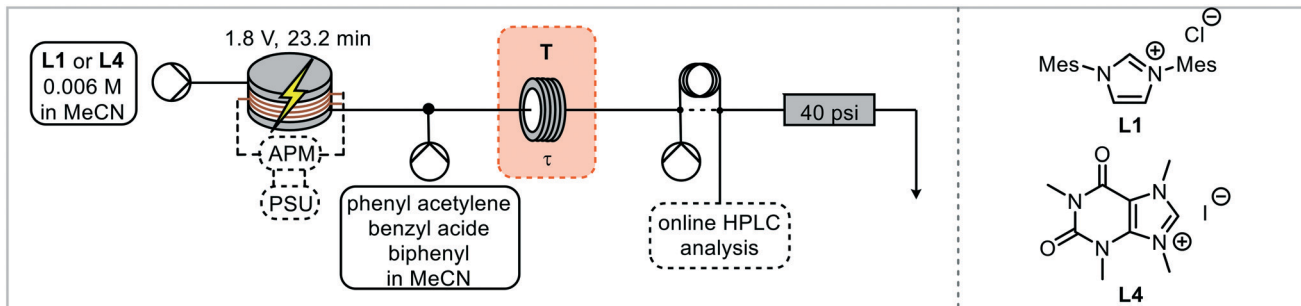 1.8 V, 23.2 min
L1 or L4
0.006 M
in MeCN
APM
PSU
phenyl acetylene
benzyl acide
biphenyl
in MeCN
T
τ
online HPLC
analysis
40 psi
Cl⊖
Mes N ⊕ N Mes
L1
O
N N
O N N ⊕
I⊖
L4